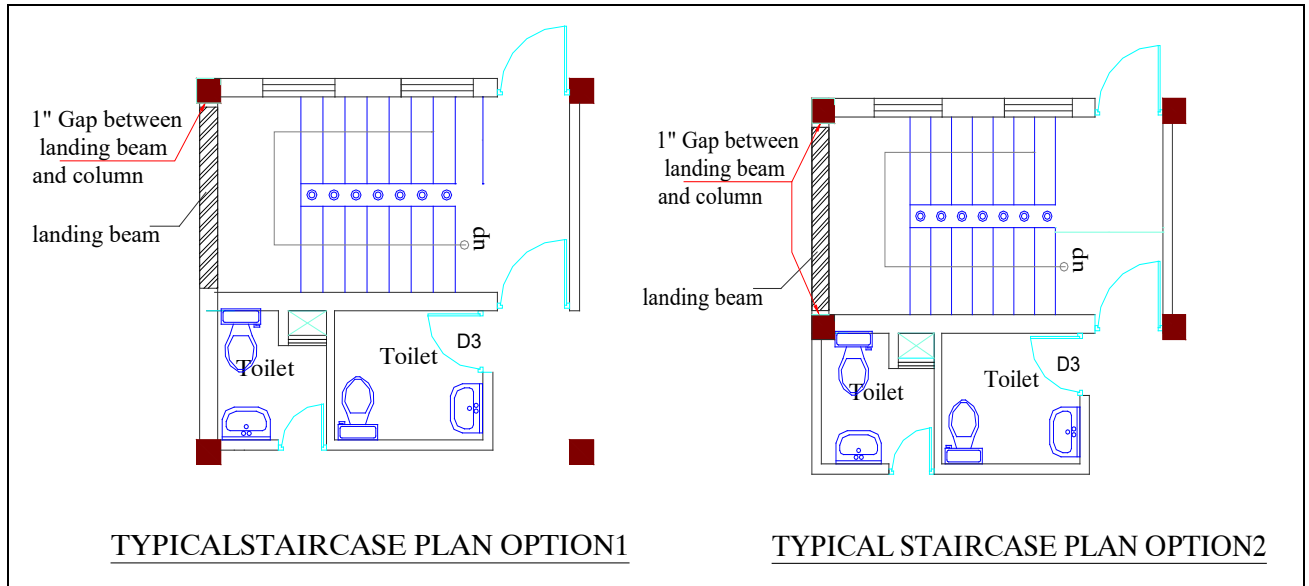 1" Gap between
landing beam
and column
landing beam
dn
D3
Toilet
Toilet
TYPICALSTAIRCASE PLAN OPTION1
1" Gap between
landing beam
and column
landing beam
dn
D3
Toilet
Toilet
TYPICAL STAIRCASE PLAN OPTION2